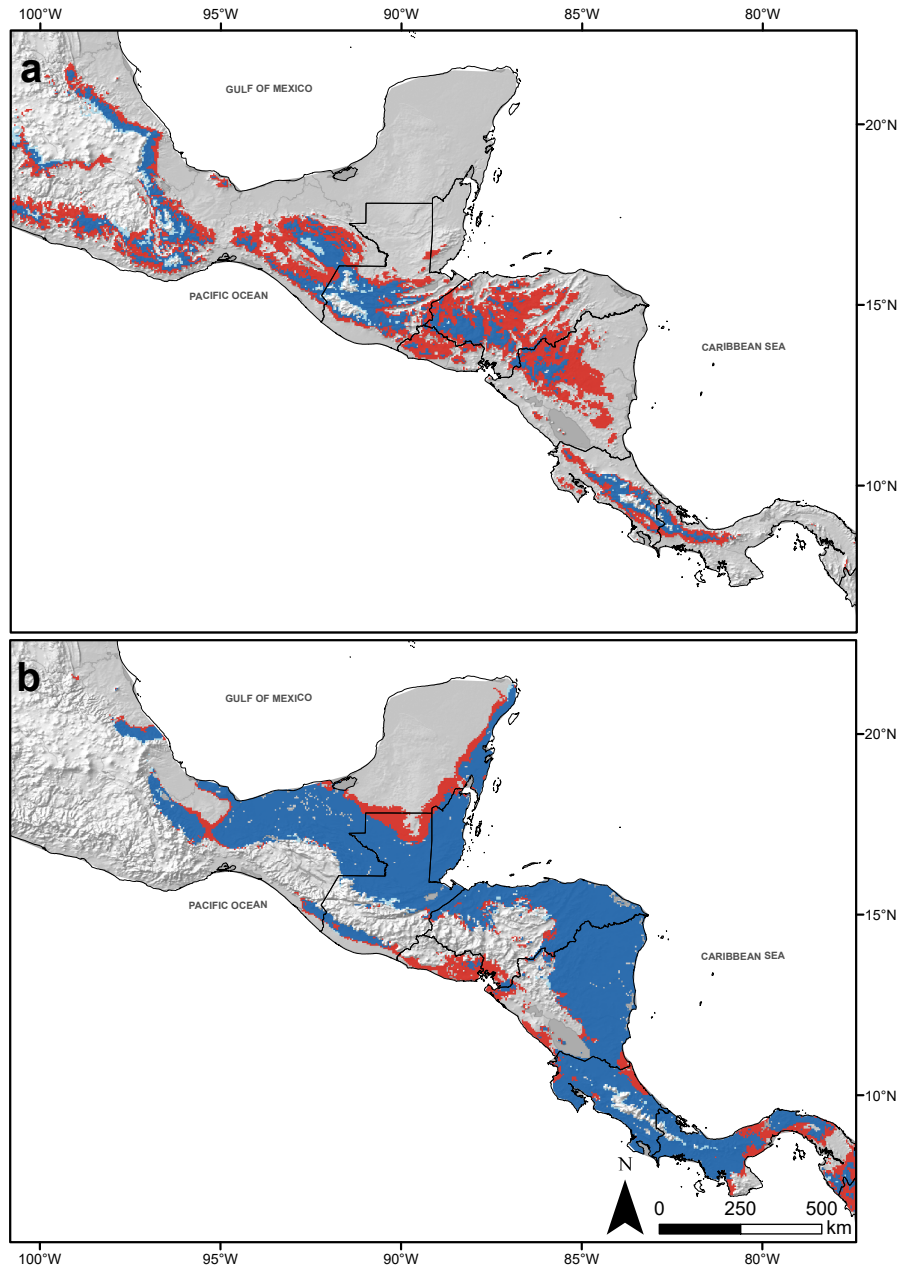 100°W 95°W 90°W 85°W 80°W
a
GULF OF MEXICO
20°N
PACIFIC OCEAN
15°N
CARIBBEAN SEA
10°N
b
GULF OF MEXICO
20°N
PACIFIC OCEAN
15°N
CARIBBEAN SEA
10°N
N
0 250 500
km
100°W 95°W 90°W 85°W 80°W